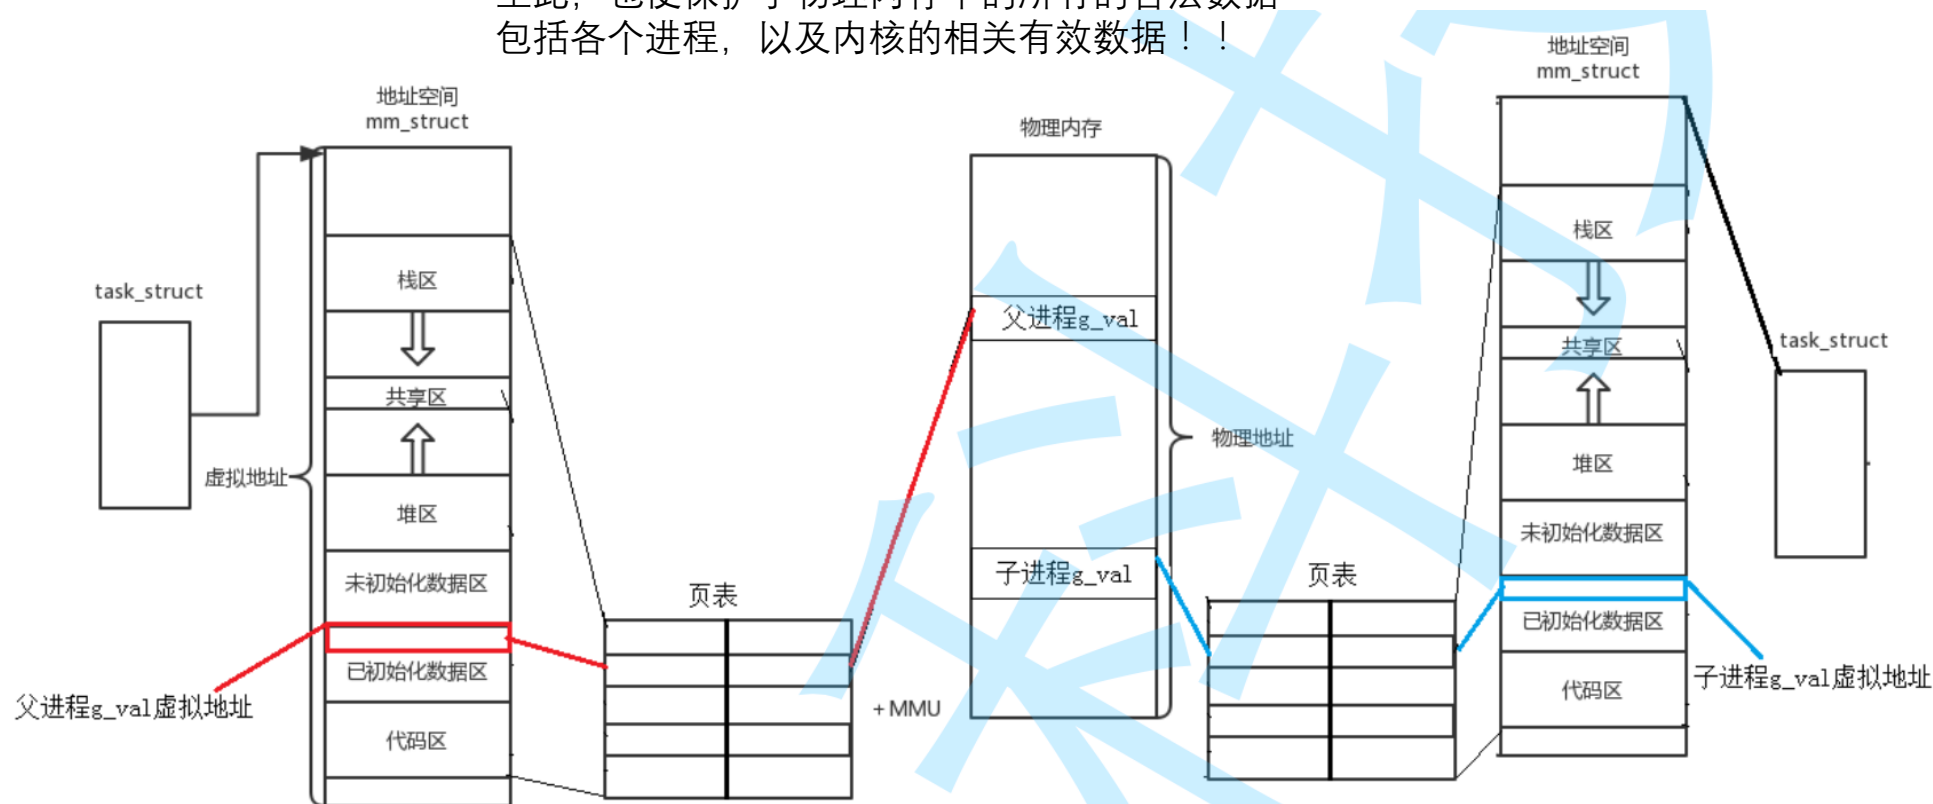 包括各个进程，以及内核的相关有效数据！！
地址空间
mm_struct
地址空间
mm_struct
物理内存
栈区
栈区
task_struct
父进程g_val
共享区
task_struct
共享区
物理地址
虚拟地址
堆区
堆区
未初始化数据区
未初始化数据区
页表
子进程g_val
页表
已初始化数据区
已初始化数据区
父进程g_val虚拟地址
子进程g_val虚拟地址
+ MMU
代码区
代码区